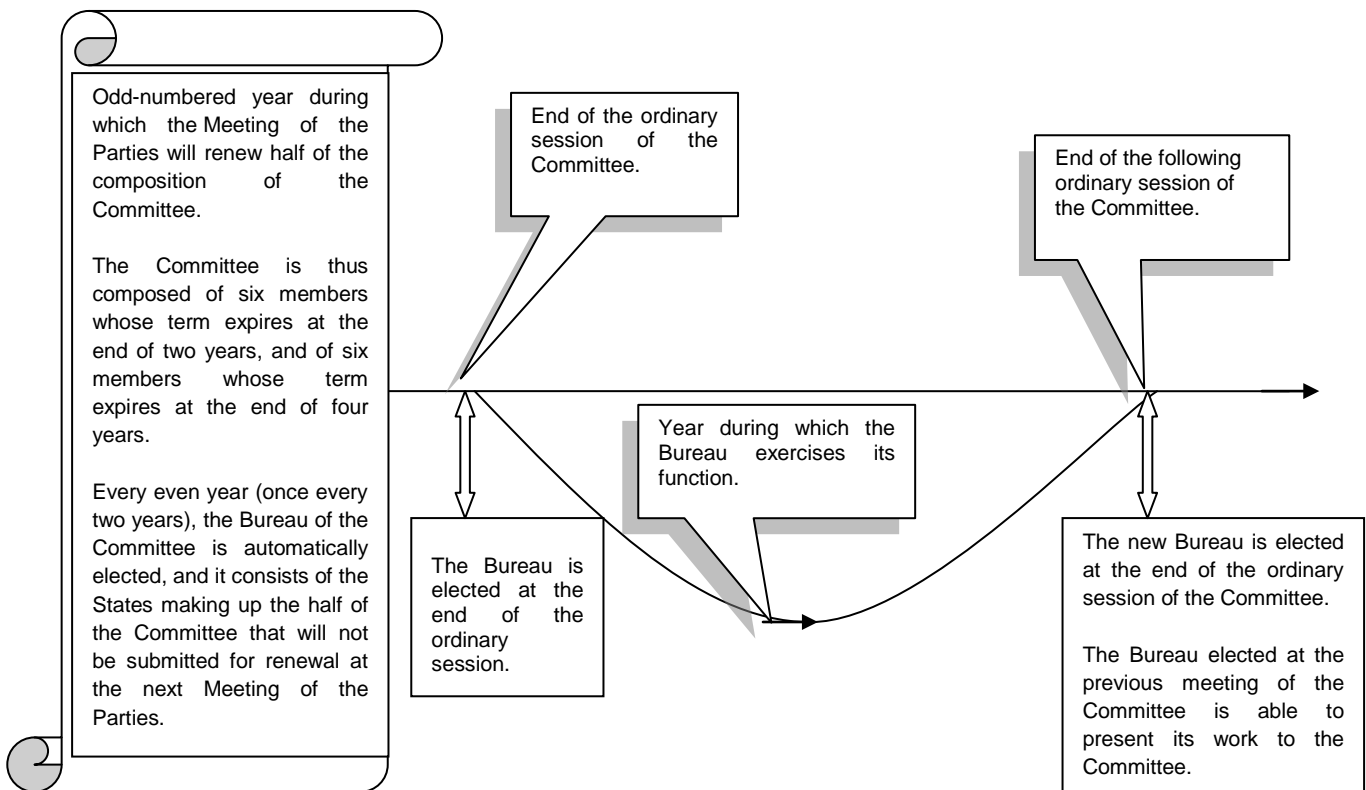 Odd-numbered year during
which the Meeting of the
Parties will renew half of the
composition of the
Committee.
The Committee is thus
composed of six members
whose term expires at the
end of two years, and of six
members whose term
expires at the end of four
years.
Every even year (once every
two years), the Bureau of the
Committee is automatically
elected, and it consists of the
States making up the half of
the Committee that will not
be submitted for renewal at
the next Meeting of the
Parties.
End of the ordinary
session of the
Committee.
End of the following
ordinary session of
the Committee.
Year during which the
Bureau exercises its
function.
The Bureau is
elected at the
end of the
ordinary
session.
The new Bureau is elected
at the end of the ordinary
session of the Committee.
The Bureau elected at the
previous meeting of the
Committee is able to
present its work to the
Committee.